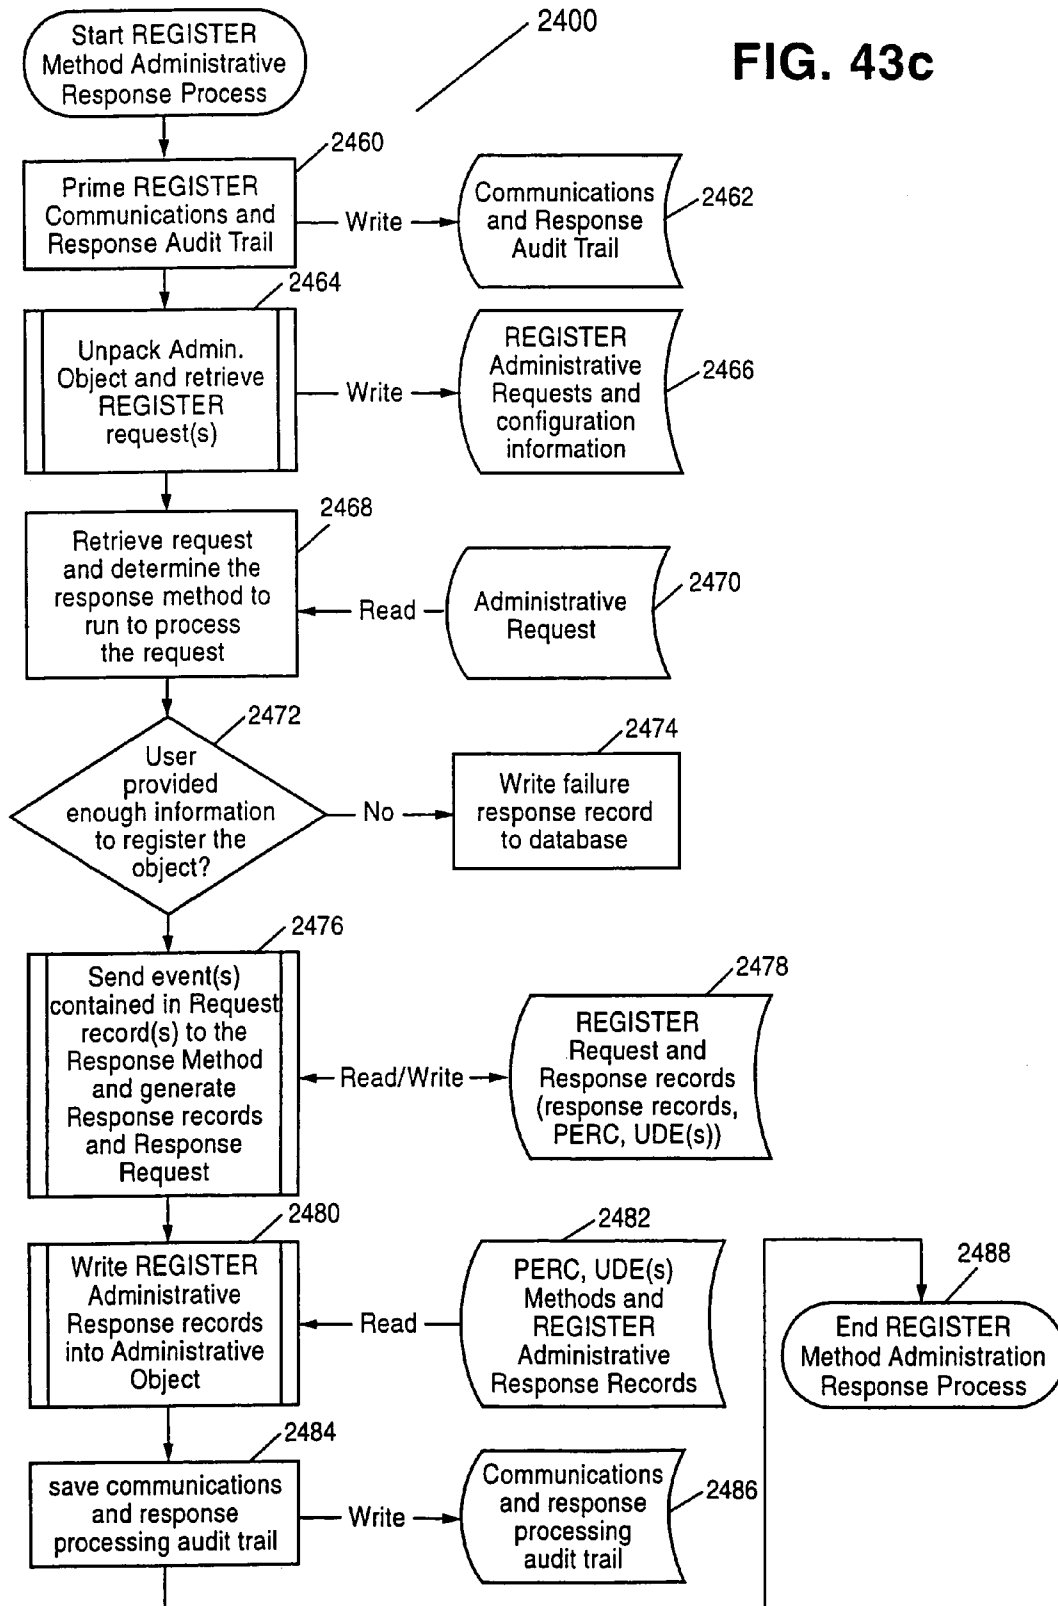 Start REGISTER
Method Administrative
Response Process
2400
FIG. 43c
2460
Prime REGISTER
Communications and
Response Audit Trail
Write
Communications
and Response
Audit Trail
2462
2464
Unpack Admin.
Object and retrieve
REGISTER
request(s)
Write
REGISTER
Administrative
Requests and
configuration
information
2466
2468
Retrieve request
and determine the
response method to
run to process
the request
Read
Administrative
Request
2470
2472
User
provided
enough information
to register the
object?
No
2474
Write failure
response record
to database
2476
Send event(s)
contained in Request
record(s) to the
Response Method
and generate
Response records
and Response
Request
Read/Write
2478
REGISTER
Request and
Response records
(response records,
PERC, UDE(s))
2480
Write REGISTER
Administrative
Response records
into Administrative
Object
Read
2482
PERC, UDE(s)
Methods and
REGISTER
Administrative
Response Records
2484
save communications
and response
processing audit trail
Write
Communications
and response
processing
audit trail
2486
2488
End REGISTER
Method Administration
Response Process